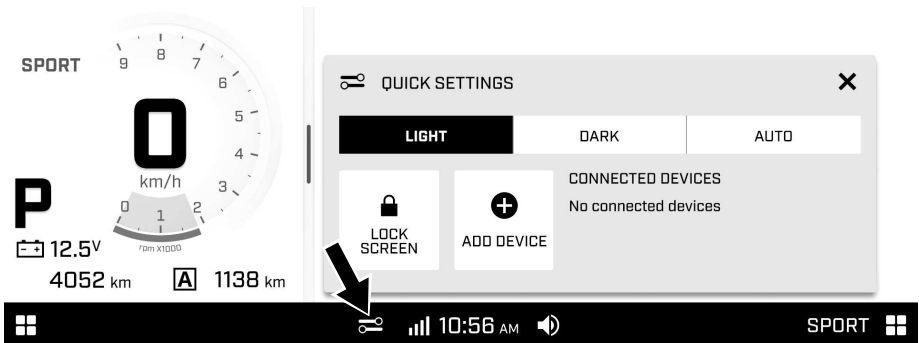 SPORT
9 8 7
6
5
4
3
0 1 2
0
km/h
rpm X1000
P
12.5V
4052 km A 1138 km
QUICK SETTINGS
LIGHT DARK AUTO
LOCK
SCREEN
ADD DEVICE
CONNECTED DEVICES
No connected devices
10:56 AM
SPORT